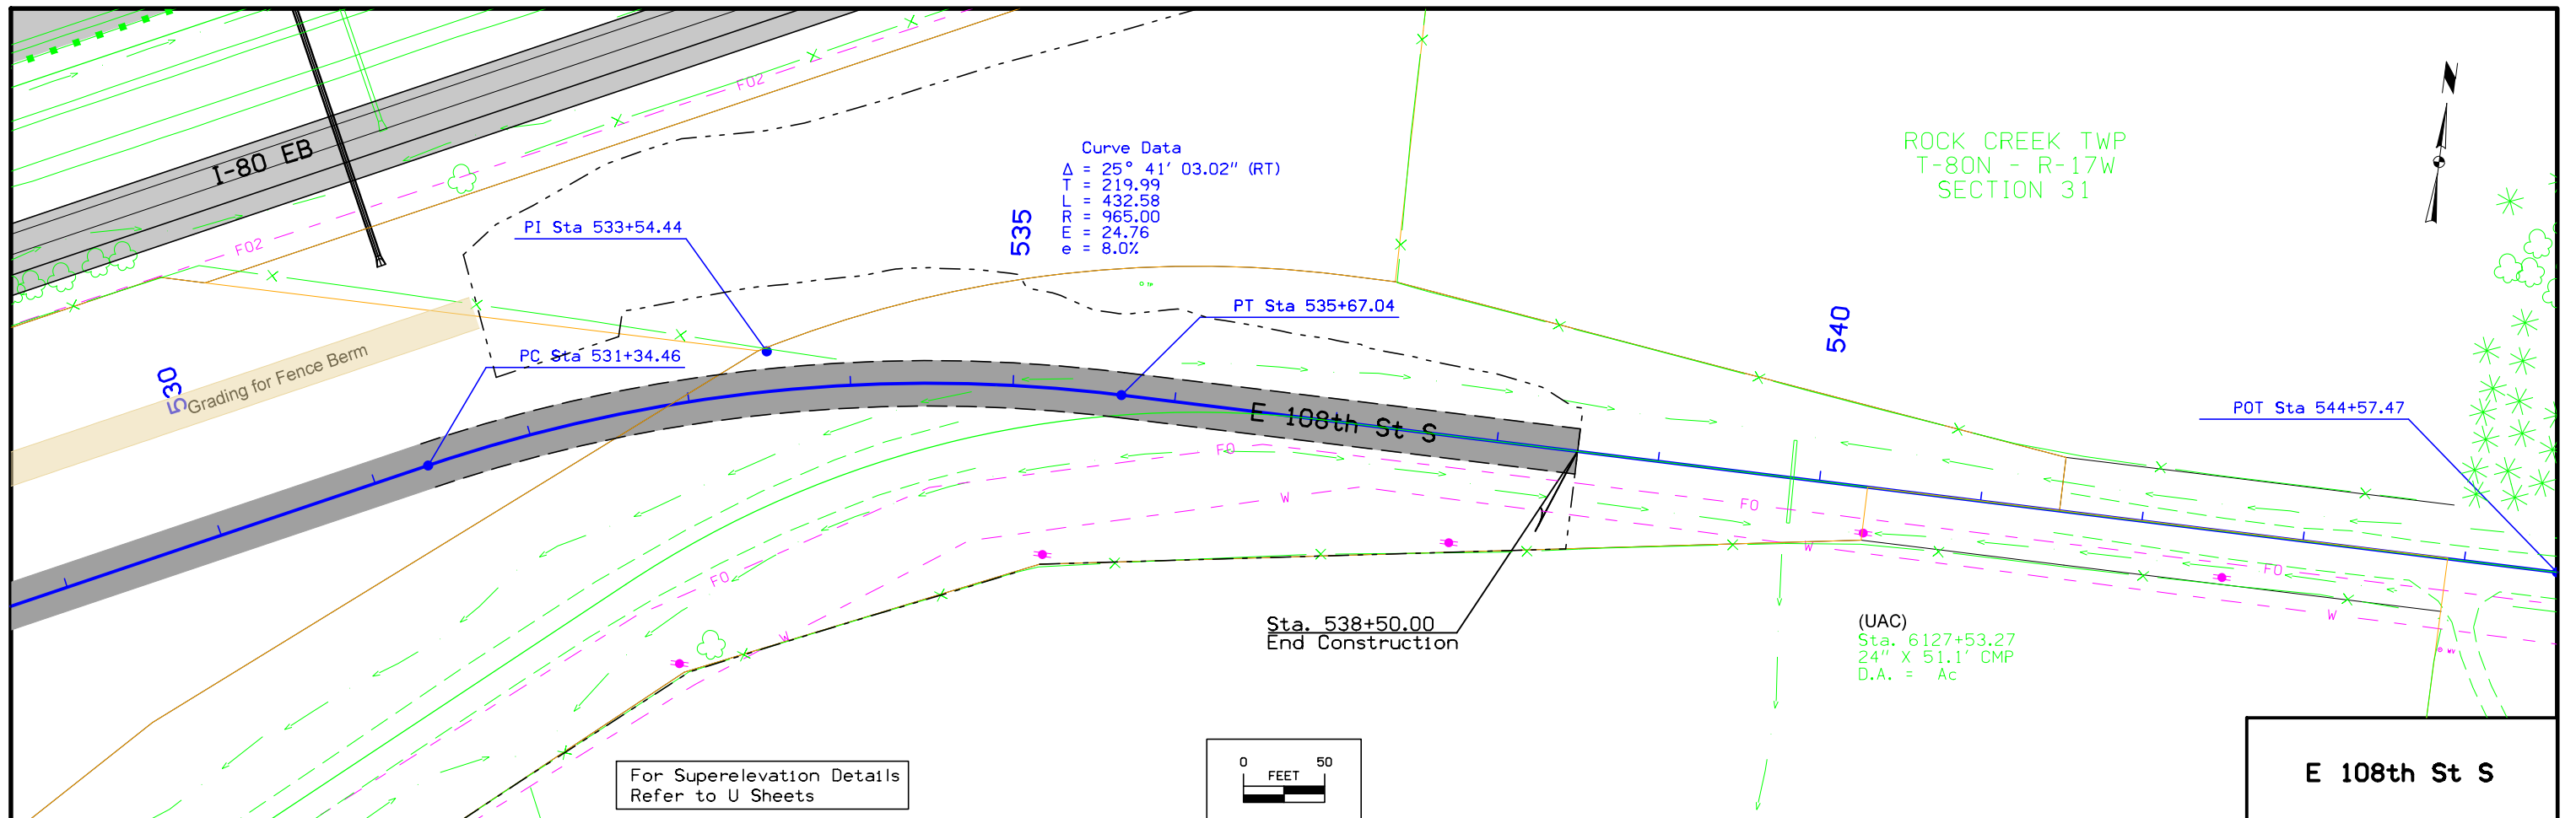 I-80 EB
FO2
FO2
Curve Data
Δ = 25° 41' 03.02" (RT)
T = 219.99
L = 432.58
R = 965.00
E = 24.76
e = 8.0%
ROCK CREEK TWP
T-80N - R-17W
SECTION 31
N
PI Sta 533+54.44
535
PT Sta 535+67.04
540
PC Sta 531+34.46
530
Grading for Fence Berm
POT Sta 544+57.47
E 108th St S
FO
W
FO
W
FO
W
FO
W
Sta. 538+50.00
End Construction
(UAC)
Sta. 6127+53.27
24" X 51.1' CMP
D.A. = Ac
For Superelevation Details
Refer to U Sheets
0 50
FEET
E 108th St S